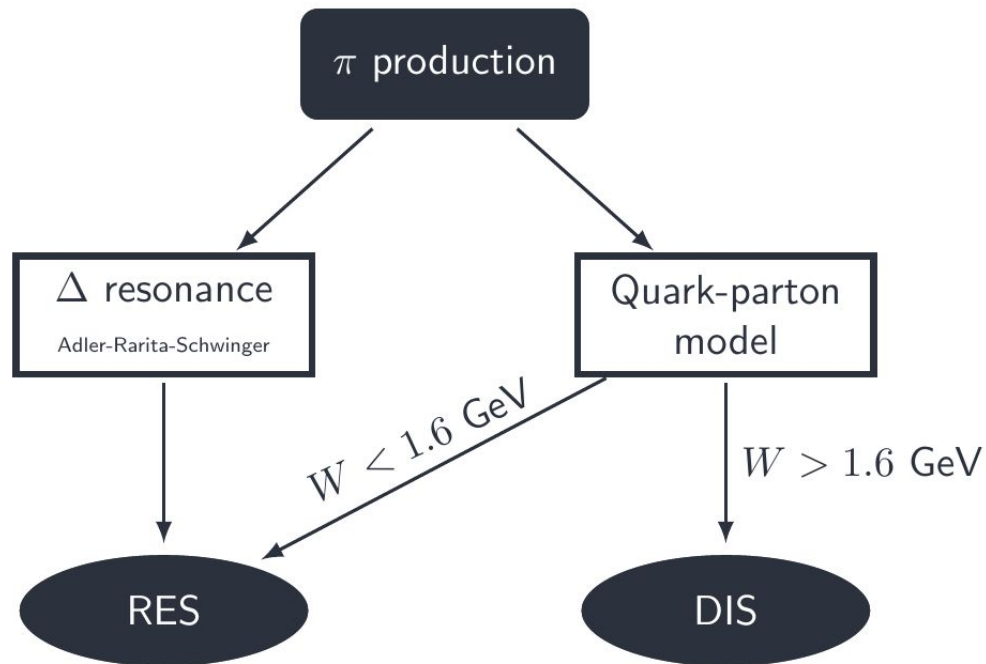 π production
Δ resonance
Adler-Rarita-Schwinger
Quark-parton
model
W < 1.6 GeV
W > 1.6 GeV
RES
DIS